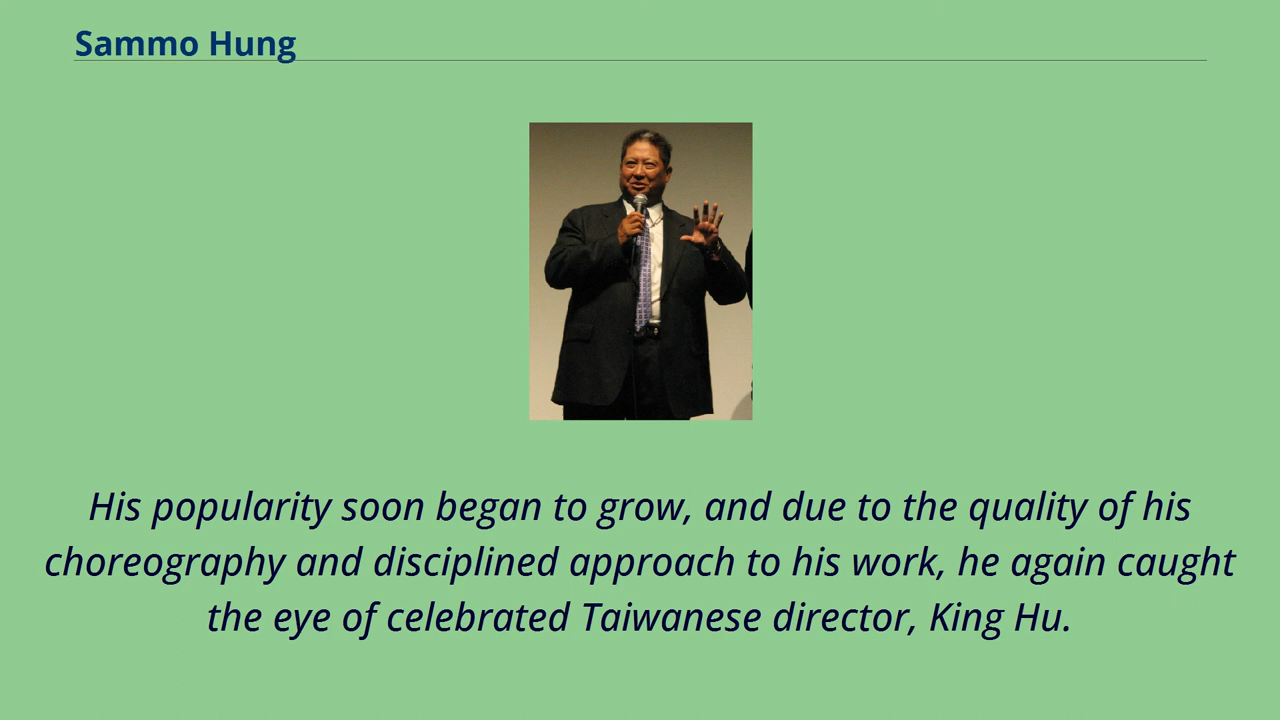 Sammo Hung
His popularity soon began to grow, and due to the quality of his
choreography and disciplined approach to his work, he again caught
the eye of celebrated Taiwanese director, King Hu.